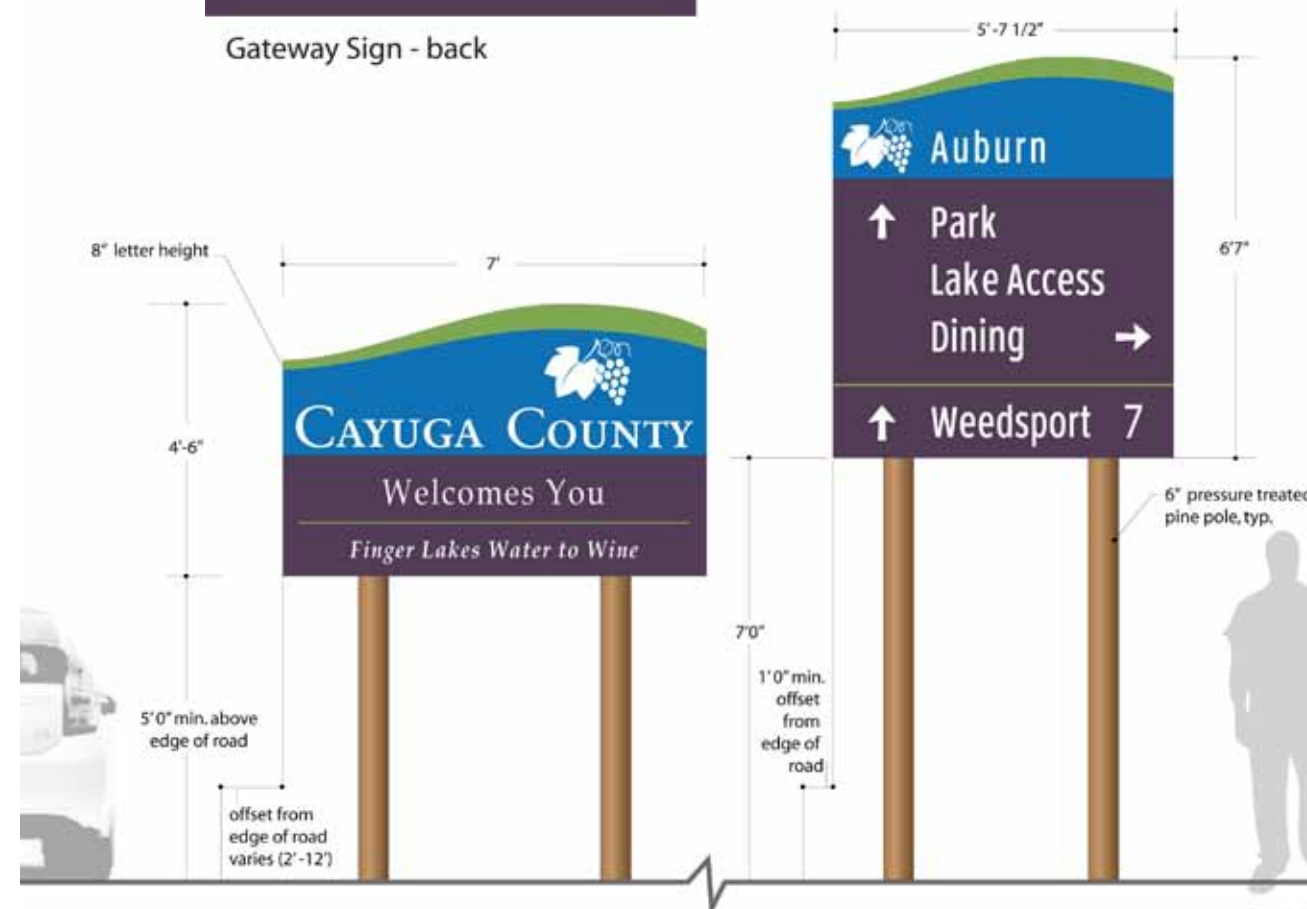 Gateway Sign - back
5'-7 1/2"
Auburn
Park
Lake Access
Dining
Weedsport 7
6'7"
6" pressure treated
pine pole, typ.
7'0"
1'0" min.
offset
from
edge of
road
8" letter height
7'
4'-6"
CAYUGA COUNTY
Welcomes You
Finger Lakes Water to Wine
5'0" min. above
edge of road
offset from
edge of road
varies (2'-12')